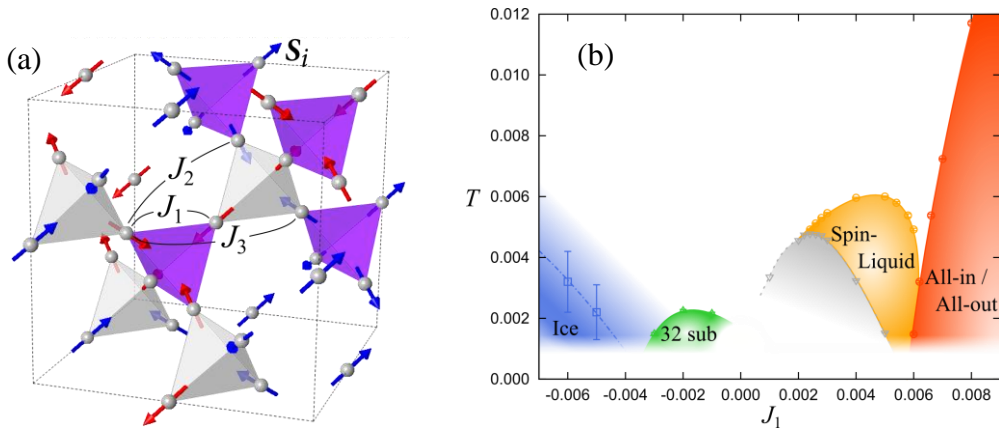 (a)
S_i
J_2
J_1
J_3
(b)
0.012
0.010
0.008
T 0.006
0.004
0.002
0.000
Spin-
Liquid
All-in /
All-out
Ice
32 sub
-0.006 -0.004 -0.002 0.000 0.002 0.004 0.006 0.008
J_1